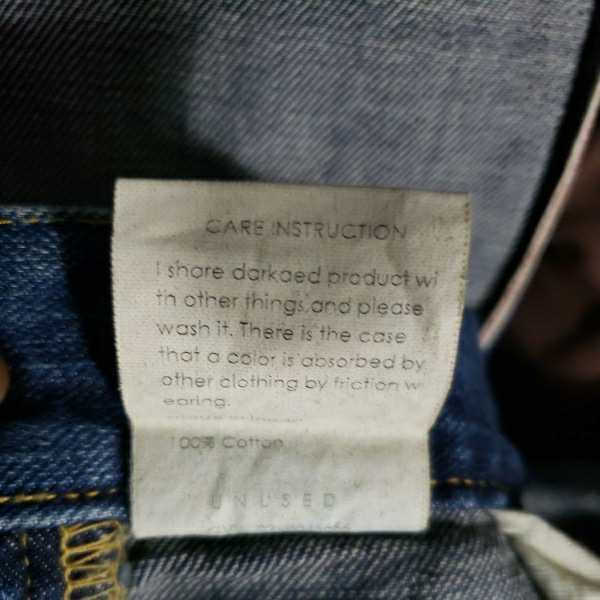 CARE INSTRUCTION
I share darkaed product wi
th other things,and please
wash it. There is the case
that a color is absorbed by
other clothing by friction w
earing.
100% Cotton
UNUSED